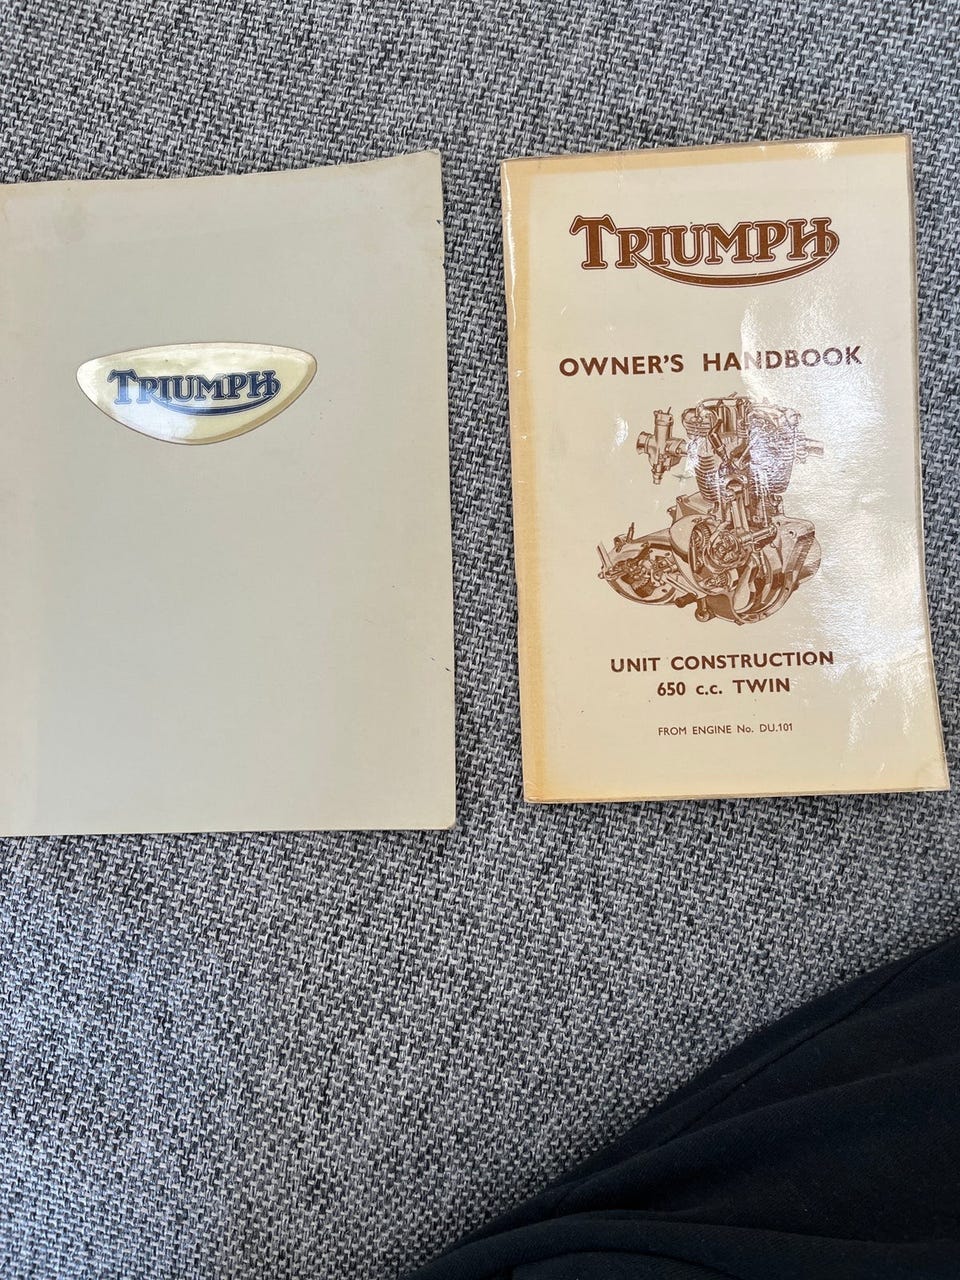 TRIUMPH
TRIUMPH
OWNER'S HANDBOOK
UNIT CONSTRUCTION
650 c.c. TWIN
FROM ENGINE No. DU.101